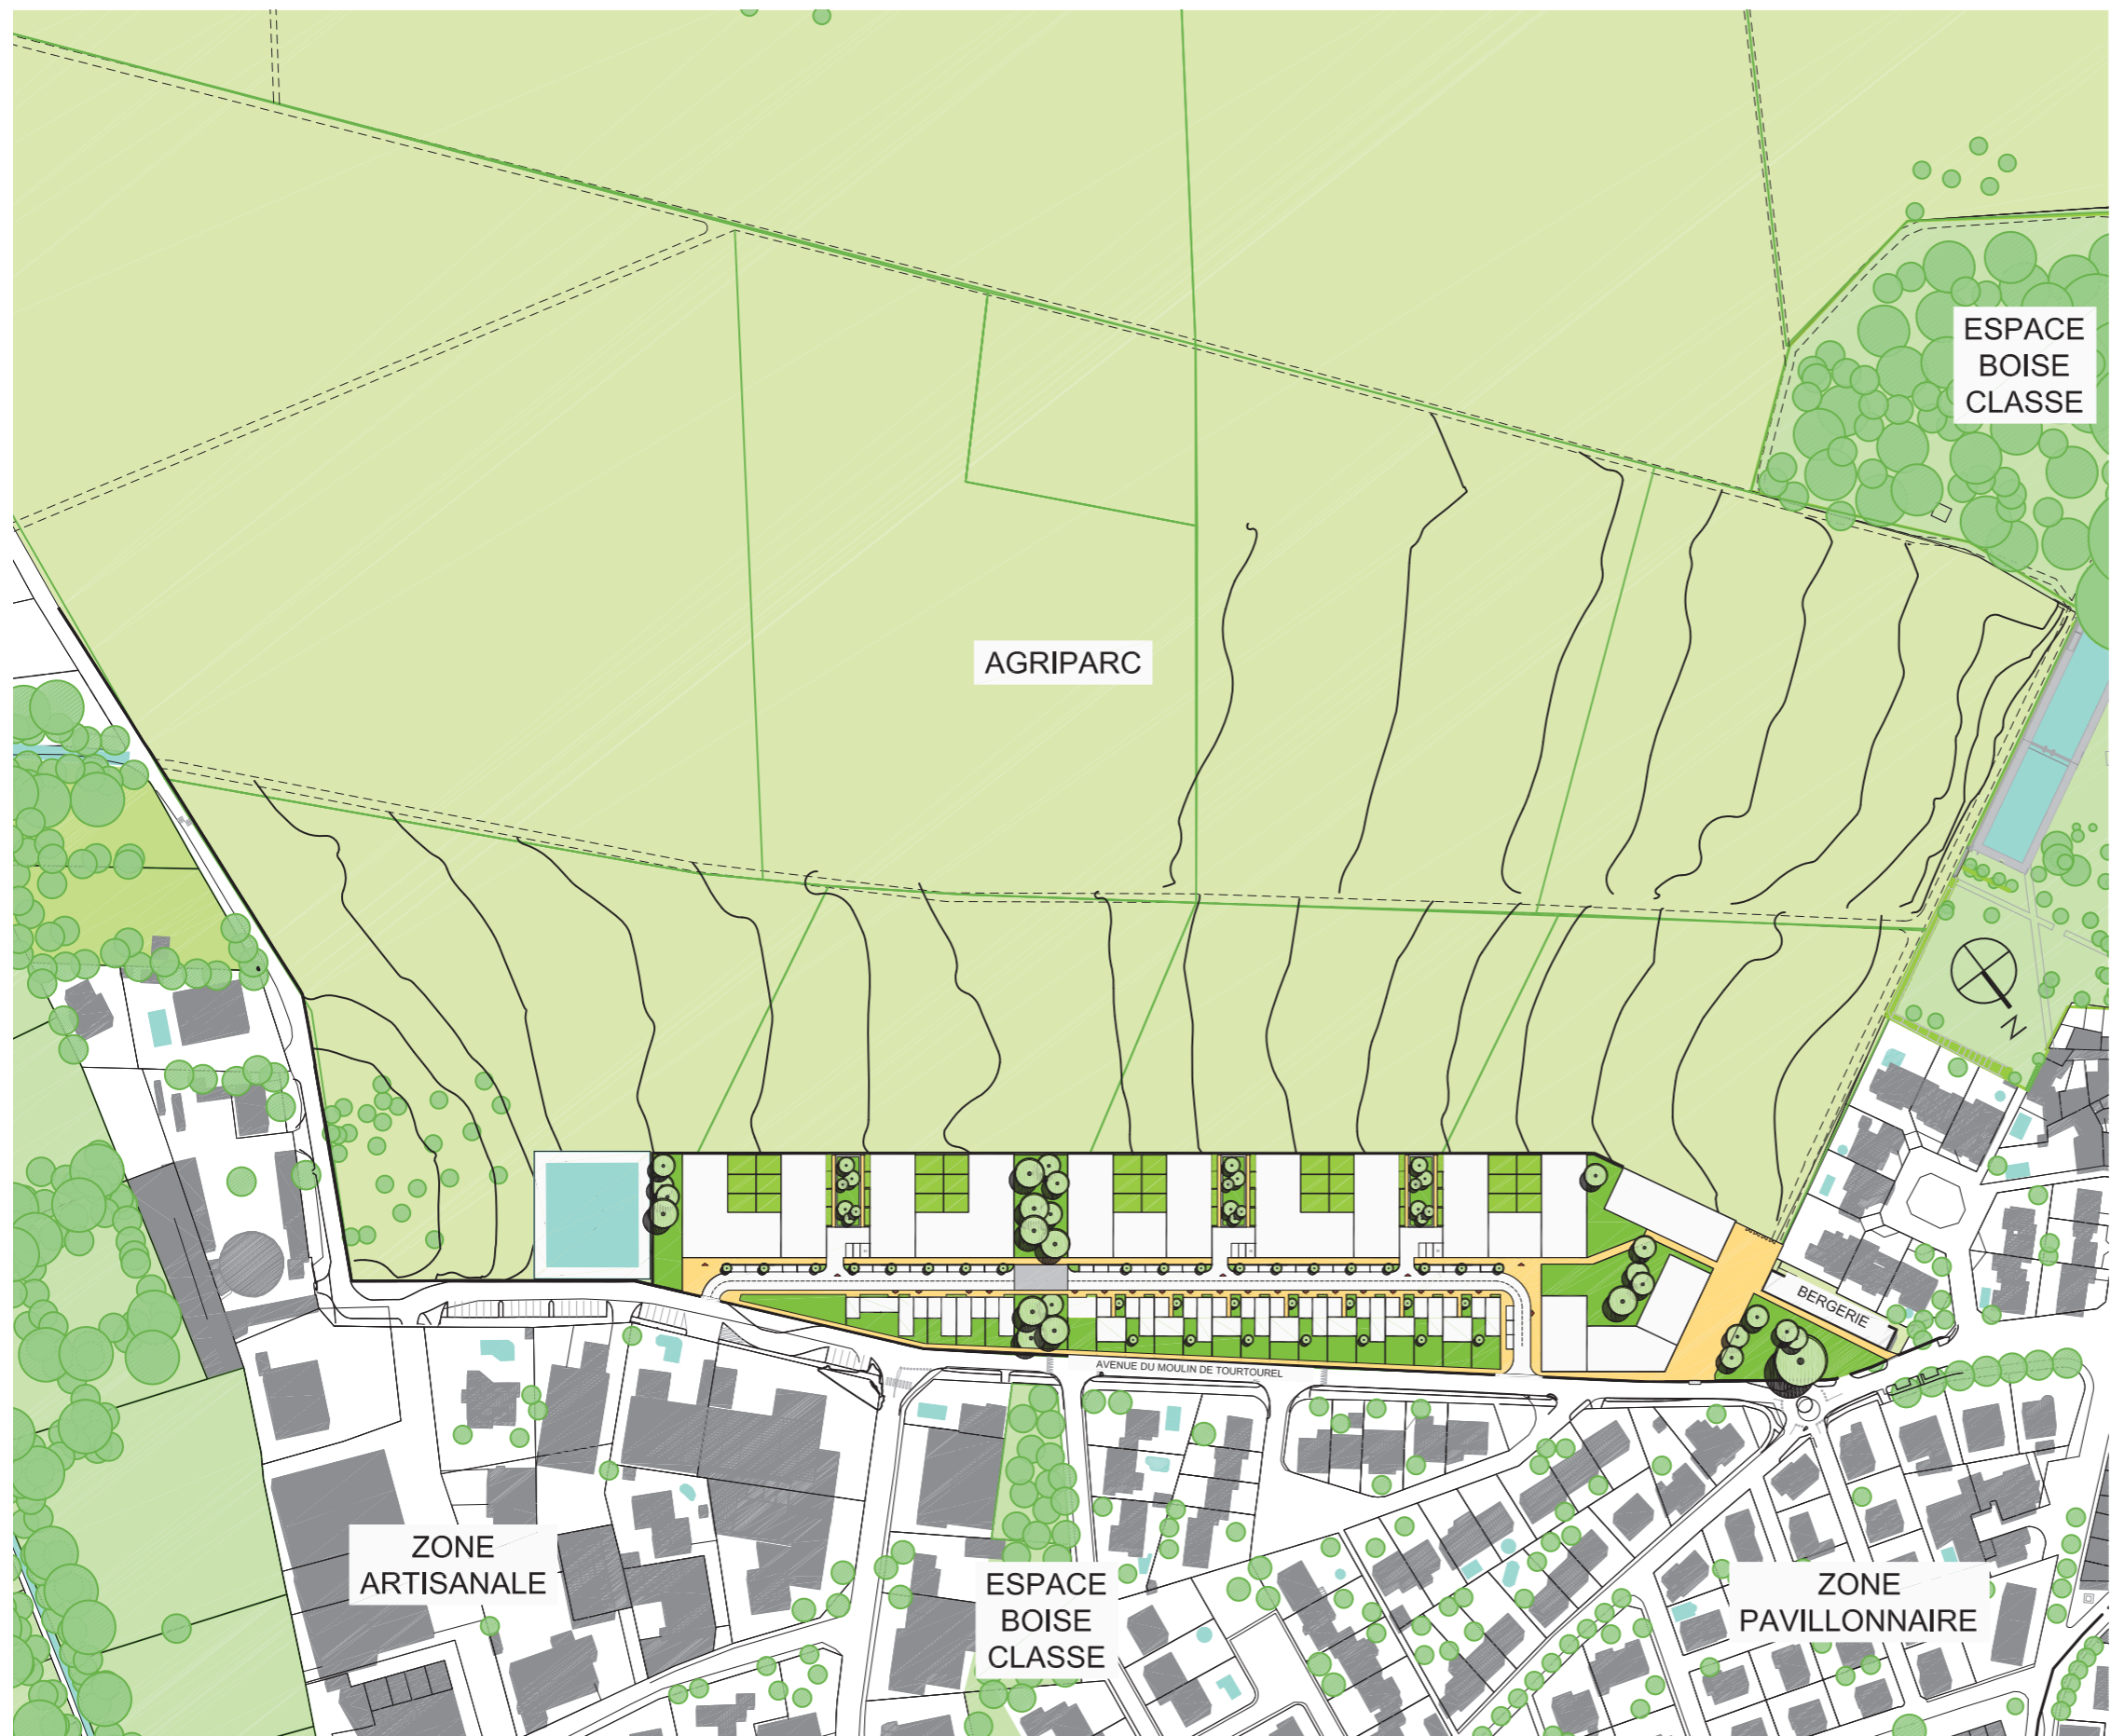 ESPACE
BOISE
CLASSE
AGRIPARC
N
BERGERIE
AVENUE DU MOULIN DE TOURTOUREL
ZONE
ARTISANALE
ESPACE
BOISE
CLASSE
ZONE
PAVILLONNAIRE